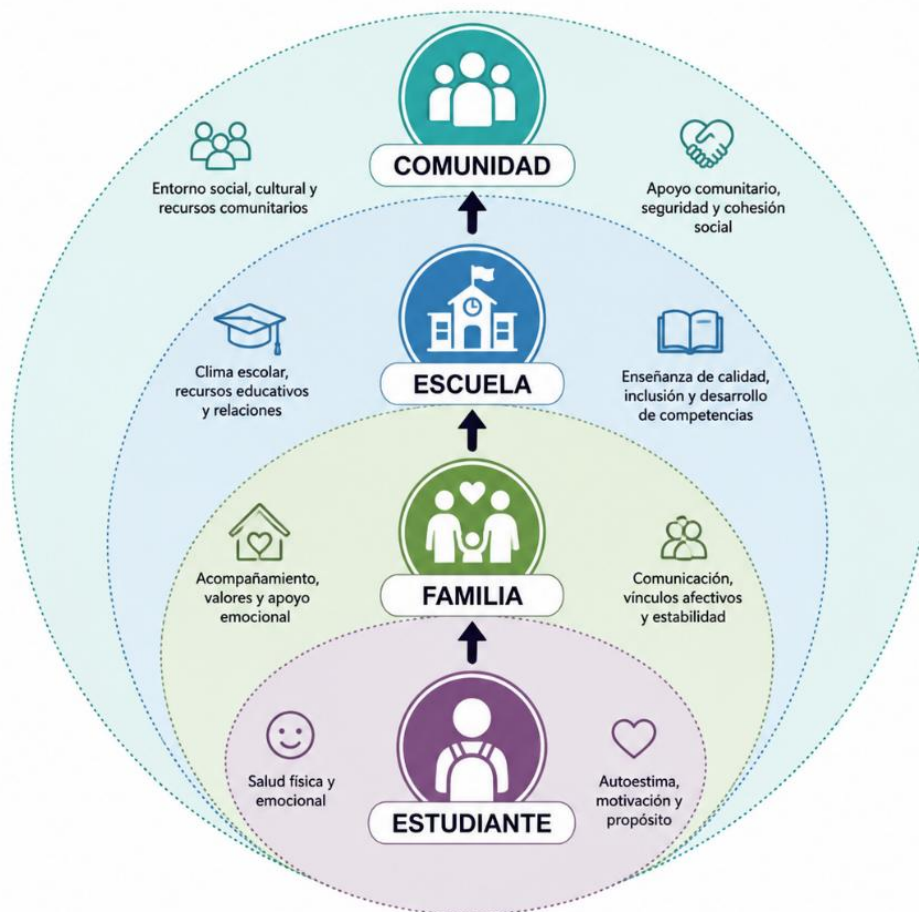 COMUNIDAD
Entorno social, cultural y
recursos comunitarios
Apoyo comunitario,
seguridad y cohesión
social
ESCUELA
Clima escolar,
recursos educativos
y relaciones
Enseñanza de calidad,
inclusión y desarrollo
de competencias
FAMILIA
Acompañamiento,
valores y apoyo
emocional
Comunicación,
vínculos afectivos
y estabilidad
ESTUDIANTE
Salud física y
emocional
Autoestima,
motivación y
propósito